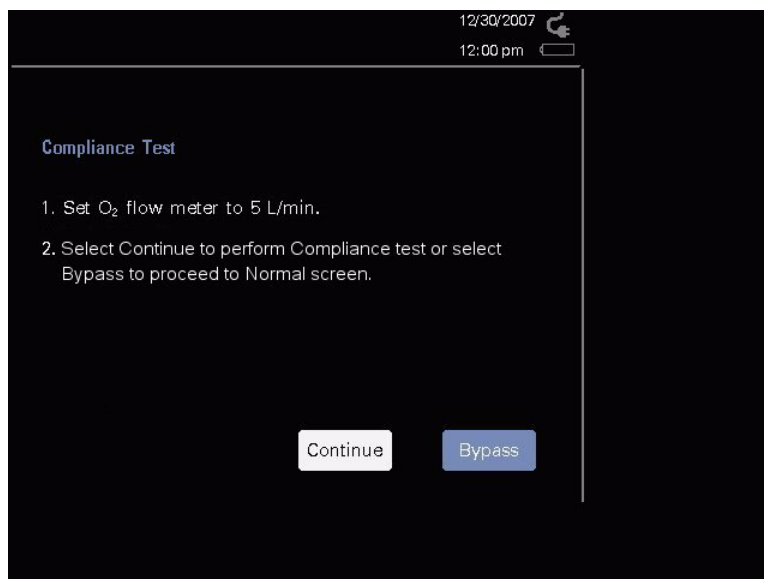 12/30/2007
12:00 pm
Compliance Test
1. Set O₂ flow meter to 5 L/min.
2. Select Continue to perform Compliance test or select
Bypass to proceed to Normal screen.
Continue Bypass